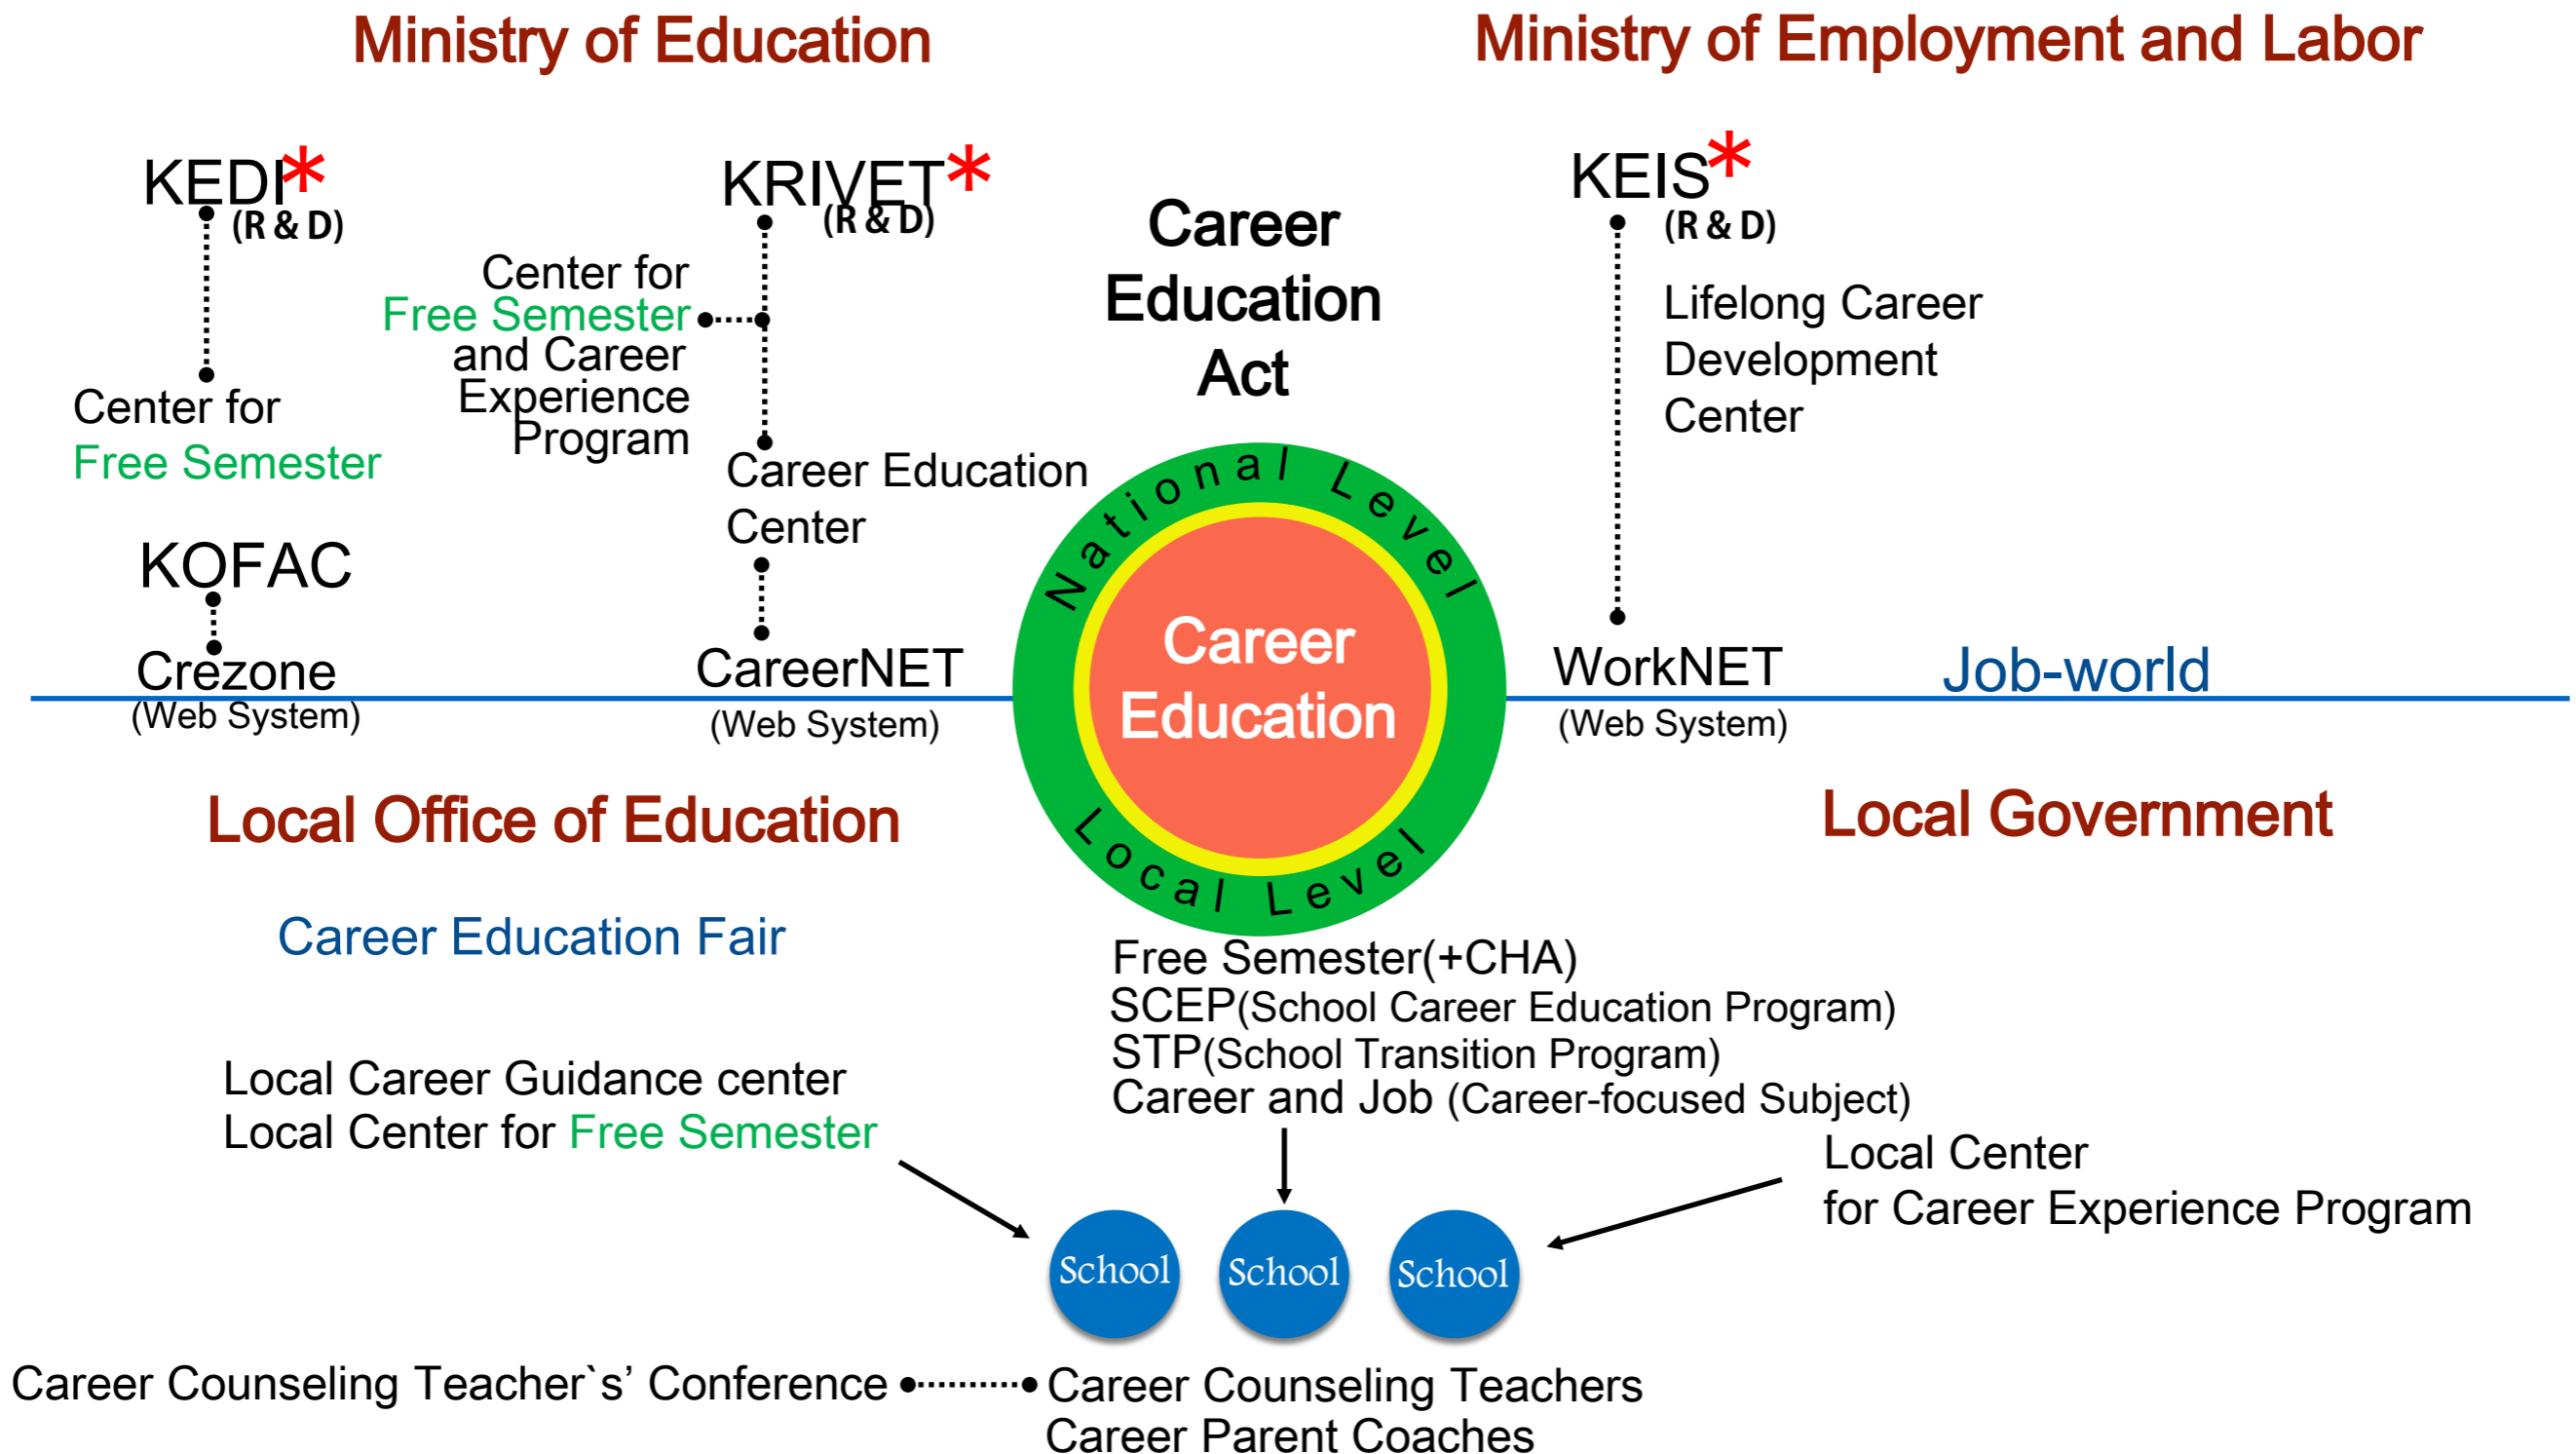 Ministry of Education
Ministry of Employment and Labor
KEDI*
(R & D)
Center for
Free Semester
KOFAC
Crezone
(Web System)
KRIVET*
(R & D)
Center for
Free Semester
and Career
Experience
Program
Career Education
Center
CareerNET
(Web System)
Career
Education
Act
National Level
Career
Education
Local Level
KEIS*
(R & D)
Lifelong Career
Development
Center
WorkNET
(Web System)
Job-world
Local Office of Education
Local Government
Career Education Fair
Free Semester(+CHA)
SCEP(School Career Education Program)
STP(School Transition Program)
Career and Job (Career-focused Subject)
Local Career Guidance center
Local Center for Free Semester
Local Center
for Career Experience Program
School
School
School
Career Counseling Teacher`s’ Conference
Career Counseling Teachers
Career Parent Coaches